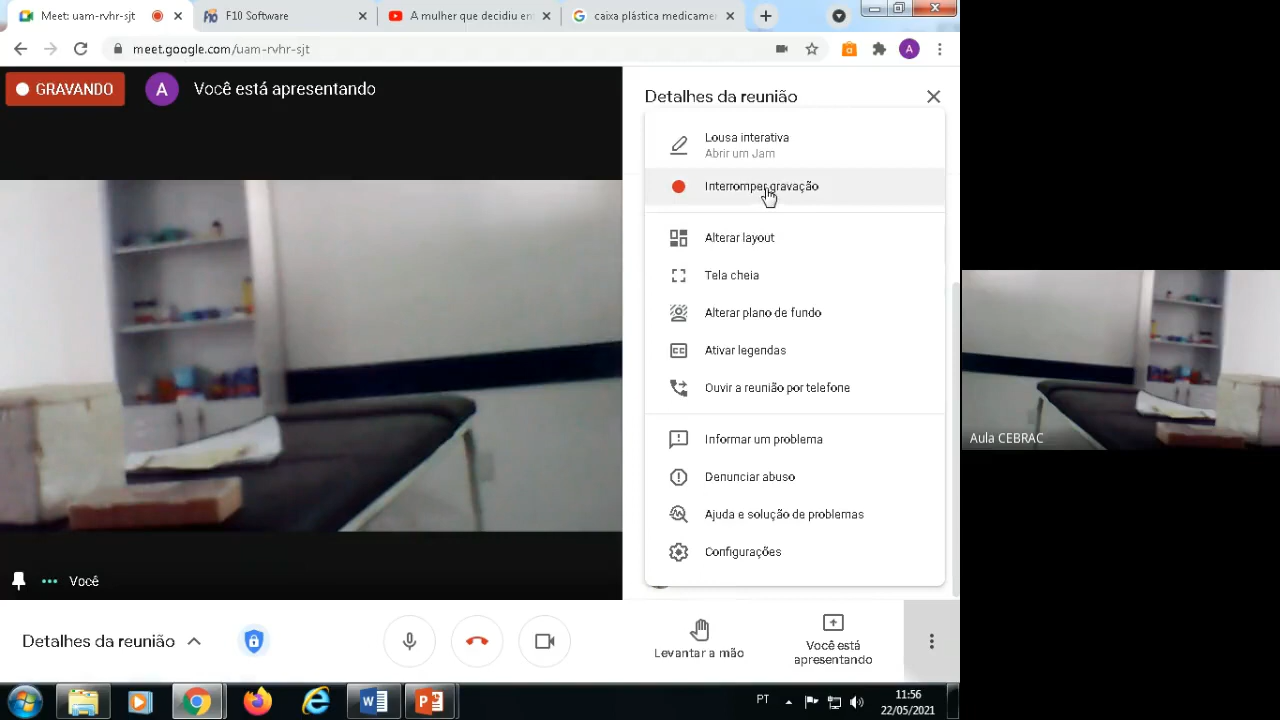 Meet: uam-rvhr-sjt
F10 Software
A mulher que decidiu en
caixa plástica medicamen
meet.google.com/uam-rvhr-sjt
A
GRAVANDO
A
Você está apresentando
Detalhes da reunião
Lousa interativa
Abrir um Jam
Interromper gravação
Alterar layout
Tela cheia
Alterar plano de fundo
Ativar legendas
Ouvir a reunião por telefone
Informar um problema
Denunciar abuso
Ajuda e solução de problemas
Configurações
Aula CEBRAC
Você
Detalhes da reunião
Levantar a mão
Você está
apresentando
PT
11:56
22/05/2021